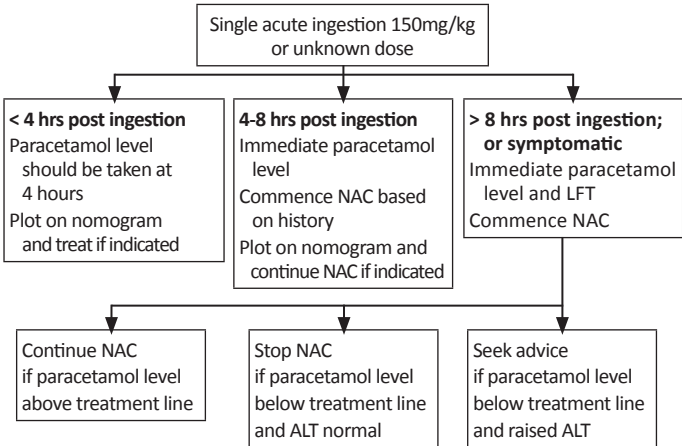 Single acute ingestion 150mg/kg
or unknown dose
< 4 hrs post ingestion
Paracetamol level
should be taken at
4 hours
Plot on nomogram
and treat if indicated
4-8 hrs post ingestion
Immediate paracetamol
level
Commence NAC based
on history
Plot on nomogram and
continue NAC if indicated
> 8 hrs post ingestion;
or symptomatic
Immediate paracetamol
level and LFT
Commence NAC
Continue NAC
if paracetamol level
above treatment line
Stop NAC
if paracetamol level
below treatment line
and ALT normal
Seek advice
if paracetamol level
below treatment line
and raised ALT